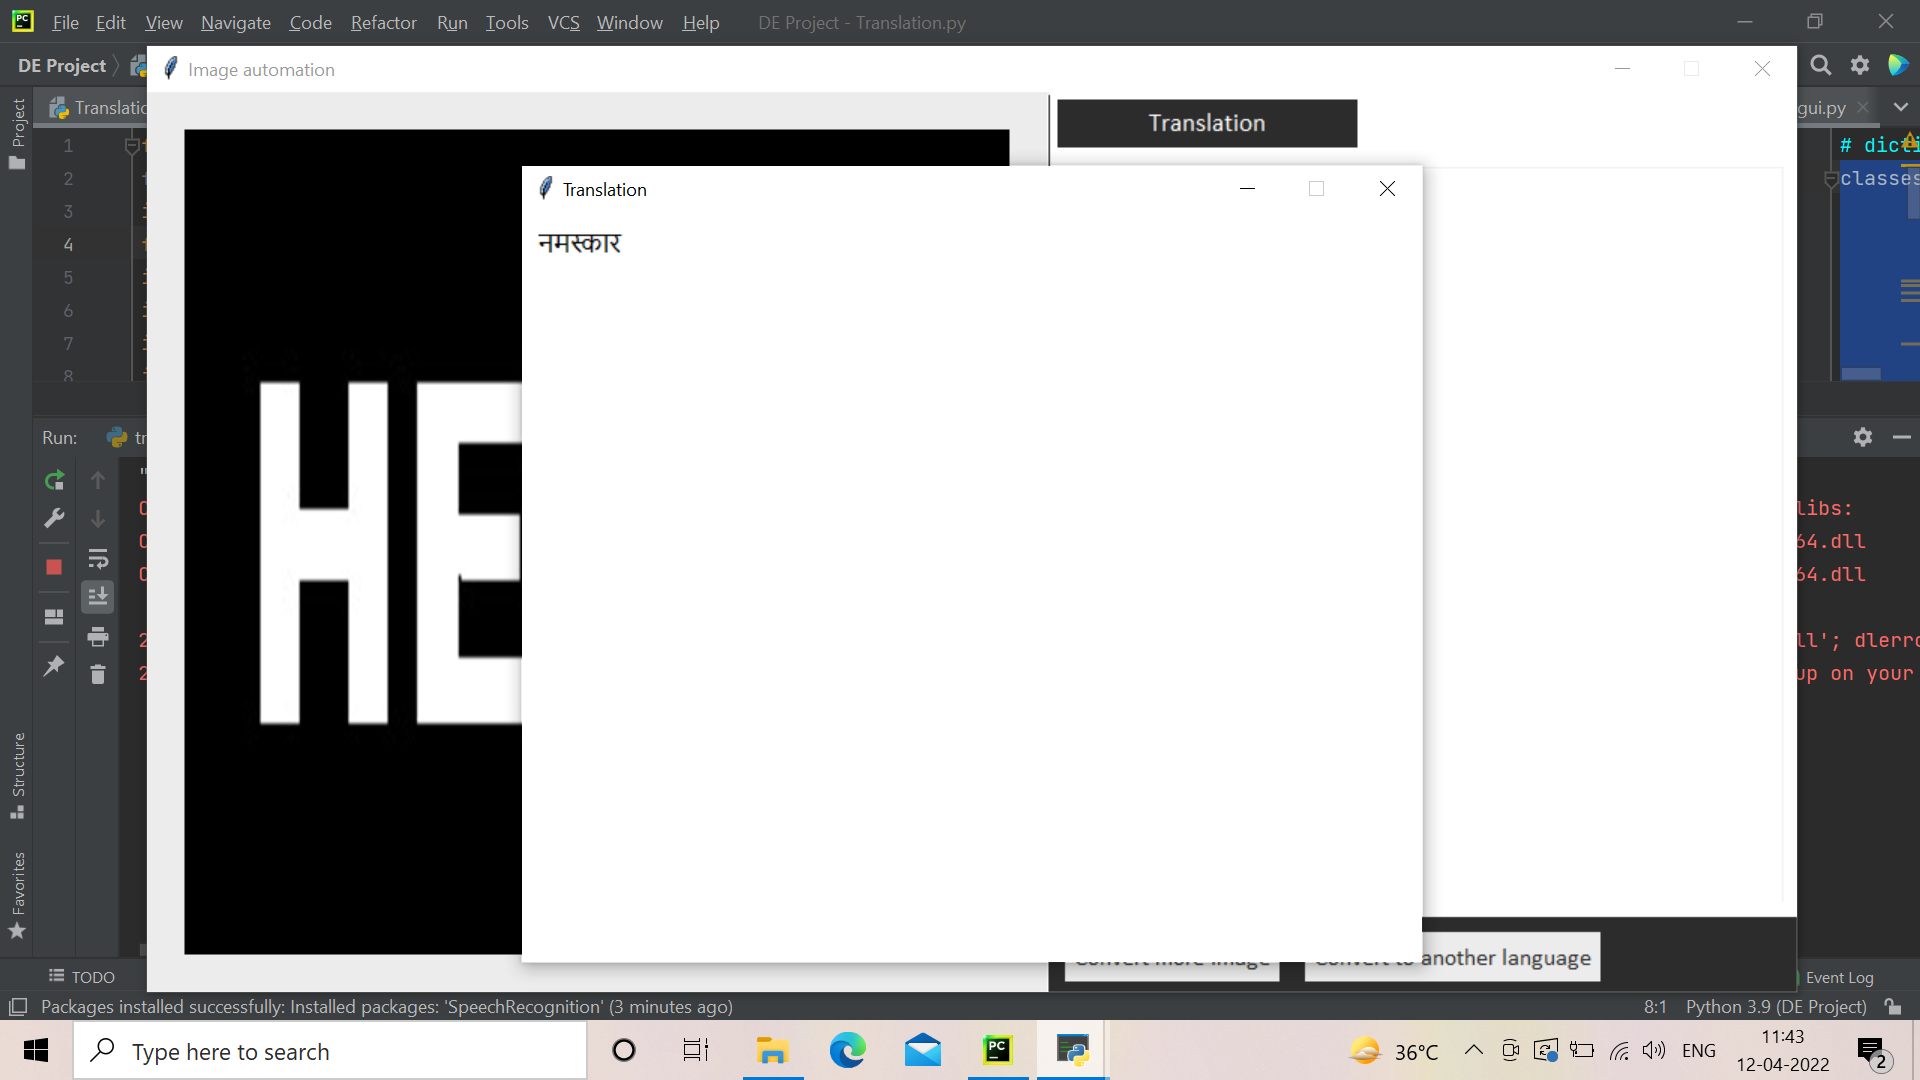 File Edit View Navigate Code Refactor Run Tools VCS Window Help DE Project - Translation.py
DE Project
Image automation
Translation
gui.py
Project
1
2
3
4
5
6
7
8
# dicti
classes
Translation
नमस्कार
HE
Run:
libs:
64.dll
64.dll
ll'; dlerro
up on your
Structure
Favorites
another language
TODO
Event Log
Packages installed successfully: Installed packages: 'SpeechRecognition' (3 minutes ago)
8:1 Python 3.9 (DE Project)
Type here to search
36°C
ENG
11:43
12-04-2022
2